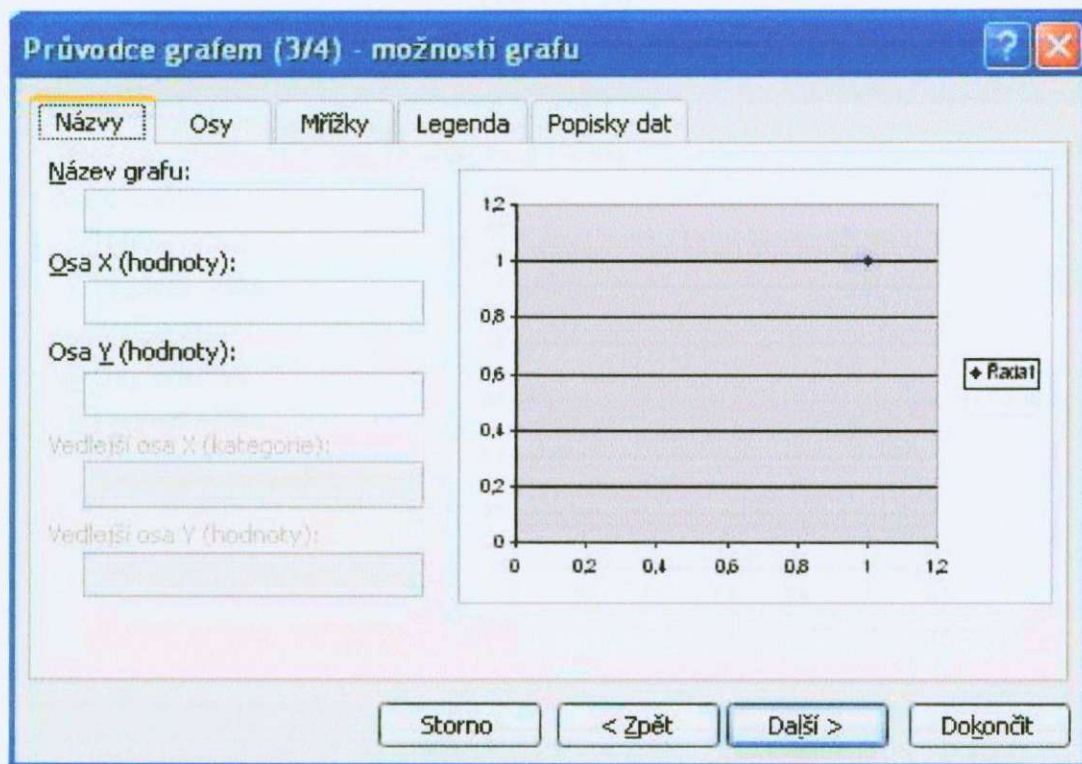 Průvodce grafem (3/4) - možnosti grafu
Názvy Osy Mřížky Legenda Popisky dat
Název grafu:
Osa X (hodnoty):
Osa Y (hodnoty):
Vedlejší osa X (kategorie):
Vedlejší osa Y (hodnoty):
1,2
1
0,8
0,6
0,4
0,2
0
0 0,2 0,4 0,6 0,8 1 1,2
Řada1
Storno < Zpět Další > Dokončit